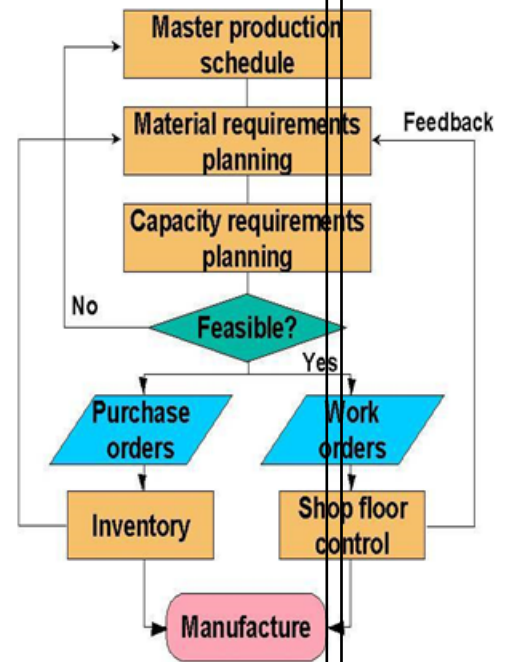 Master production
schedule
Material requirements
planning
Feedback
Capacity requirements
planning
No
Feasible?
Yes
Purchase
orders
Work
orders
Inventory
Shop floor
control
Manufacture